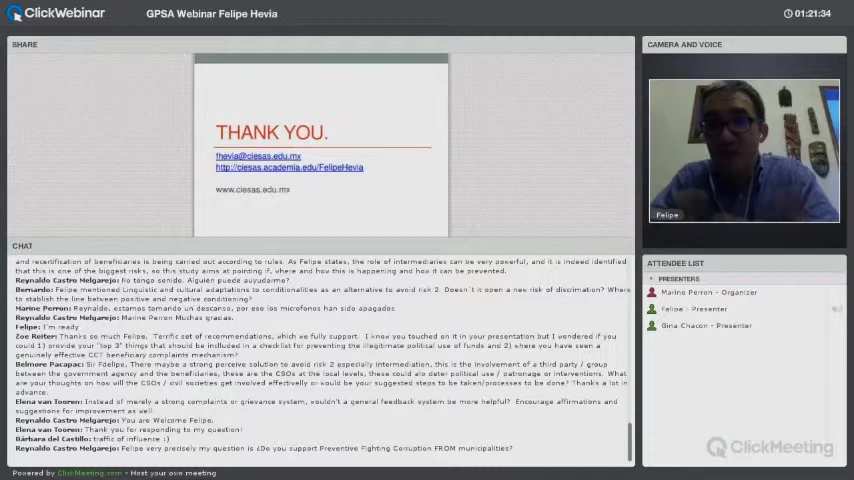 ClickWebinar
GPSA Webinar Felipe Hevia
01:21:34
SHARE
THANK YOU.
fhevia@ciesas.edu.mx
http://ciesas.academia.edu/FelipeHevia
www.ciesas.edu.mx
CAMERA AND VOICE
Felipe
CHAT
and recertification of beneficiaries is being carried out according to rules. As Felipe states, the role of intermediaries can be very powerful, and it is indeed identified
that this is one of the biggest risks, so this study aims at pointing if, where and how this is happening and how it can be prevented.
Reynaldo Castro Melgarejo: No tongo sonido. Alguién puede auyudarme?
Bernardo: Felipe mentioned Linguistic and cultural adaptations to conditionalities as an alternative to avoid risk 2. Doesn´t it open a new risk of discrimation? Where
to establish the line between positive and negative conditioning?
Marine Perron: Reynaldo, estamos tomando un descanso, por eso los microfonos han sido apagados
Reynaldo Castro Melgarejo: Marine Perron Muchas gracias.
Felipe: I'm ready
Zoe Reiter: Thanks so much Felipe. Terrific set of recommendations, which we fully support. I know you touched on it in your presentation but I wondered if you
could 1) provide your "top 3" things that should be indluded in a checklist for preventing the illegitimate political use of funds and 2) where you have seen a
genuinely effective CCT beneficiary complaints mechanism?
Belmore Pacapac: Sir Fdelipe. There maybe a strong perceive solution to avoid risk 2 especially intermediation, this is the involvement of a third party / group
between the government agency and the beneficiaries, these are the CSOs at the local levels, these could alo deter political use / patronage or interventions. What
are your thoughts on how will the CSOs / civil societies get involved effectivelly or would be your suggested steps to be taken/processes to be done? Thanks a lot in
advance.
Elena van Tooren: Instead of merely a strong complaints or grievance system, wouldn't a general feedback system be more helpful? Encourage affirmations and
suggestions for improvement as well.
Reynaldo Castro Melgarejo: You are Welcome Felipe.
Elena van Tooren: Thank you for responding to my question!
Bárbara del Castillo: traffic of influence :)
Reynaldo Castro Melgarejo: Felipe very precisely my question is ¿Do you support Preventive Fighting Corruption FROM municipalities?
ATTENDEE LIST
PRESENTERS
Marine Perron - Organizer
Felipe - Presenter
Gina Chacon - Presenter
ClickMeeting
Powered by ClickMeeting.com - Host your own meeting